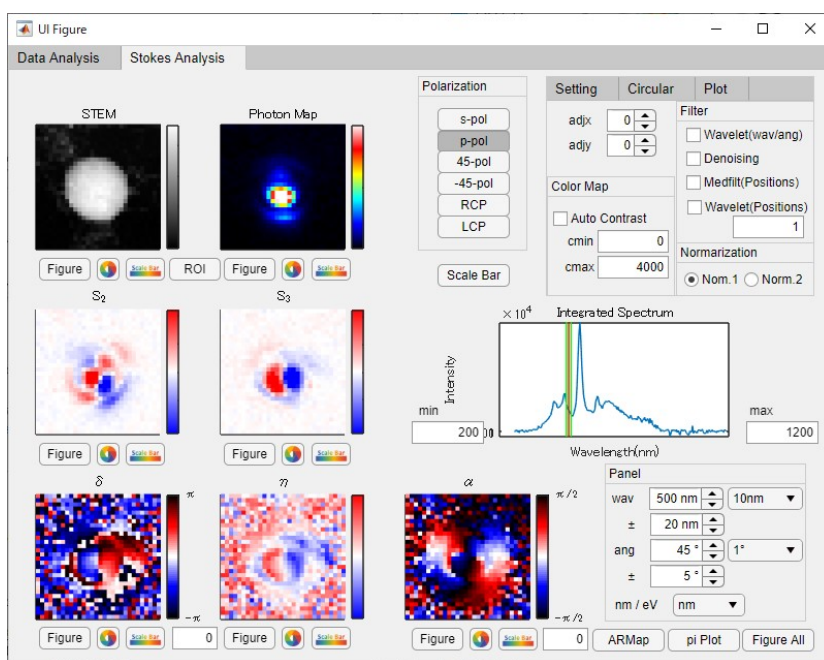 UI Figure
Data Analysis
Stokes Analysis
STEM
Photon Map
Figure
Scale Bar
ROI
Figure
Scale Bar
S2
S3
Figure
Scale Bar
Figure
Scale Bar
δ
η
α
π
-π
π/2
-π/2
Figure
Scale Bar
0
Figure
Scale Bar
Figure
Scale Bar
0
ARMap
pi Plot
Figure All
Polarization
s-pol
p-pol
45-pol
-45-pol
RCP
LCP
Scale Bar
Setting
Circular
Plot
adjx
0
adjy
0
Color Map
Auto Contrast
cmin
0
cmax
4000
Filter
Wavelet(wav/ang)
Denoising
Medfilt(Positions)
Wavelet(Positions)
1
Normarization
Nom.1
Norm.2
× 10⁴
Integrated Spectrum
Intensity
Wavelength(nm)
min
200
max
1200
Panel
wav
500 nm
10nm
±
20 nm
ang
45 °
1°
±
5 °
nm / eV
nm